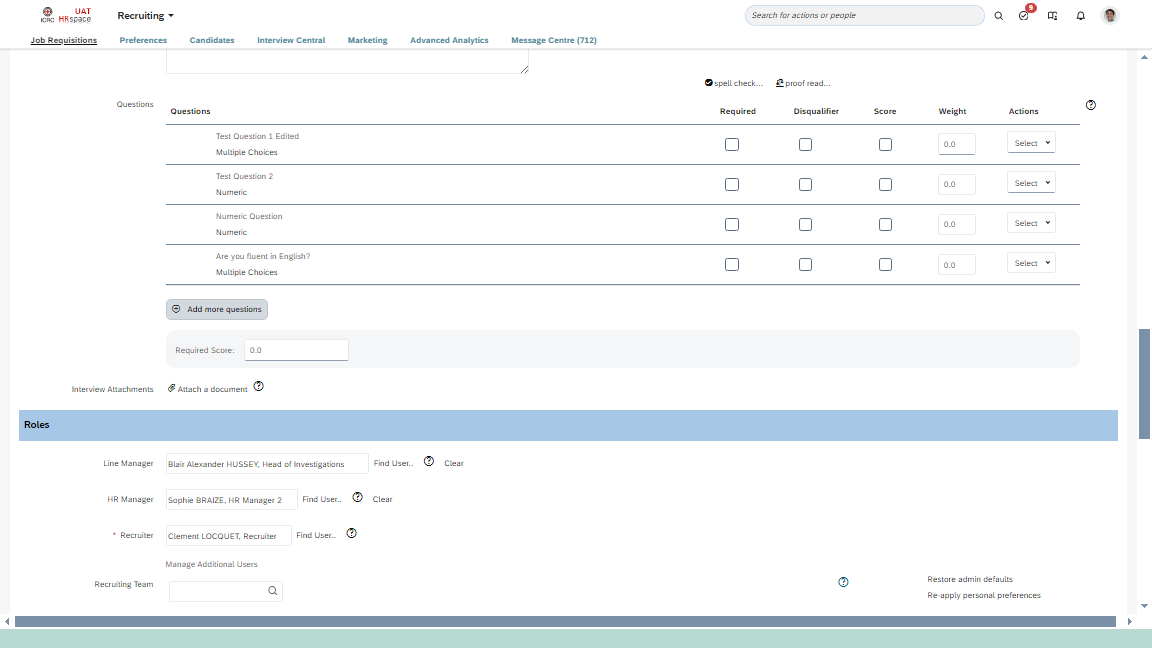 ICRC UAT HRspace
Recruiting
Search for actions or people
9
Job Requisitions Preferences Candidates Interview Central Marketing Advanced Analytics Message Centre (712)
spell check... proof read...
Questions
Questions Required Disqualifier Score Weight Actions
Test Question 1 Edited
Multiple Choices
0.0 Select
Test Question 2
Numeric
0.0 Select
Numeric Question
Numeric
0.0 Select
Are you fluent in English?
Multiple Choices
0.0 Select
Add more questions
Required Score: 0.0
Interview Attachments Attach a document
Roles
Line Manager Blair Alexander HUSSEY, Head of Investigations Find User.. Clear
HR Manager Sophie BRAIZE, HR Manager 2 Find User.. Clear
* Recruiter Clement LOCQUET, Recruiter Find User..
Manage Additional Users
Recruiting Team
Restore admin defaults
Re-apply personal preferences